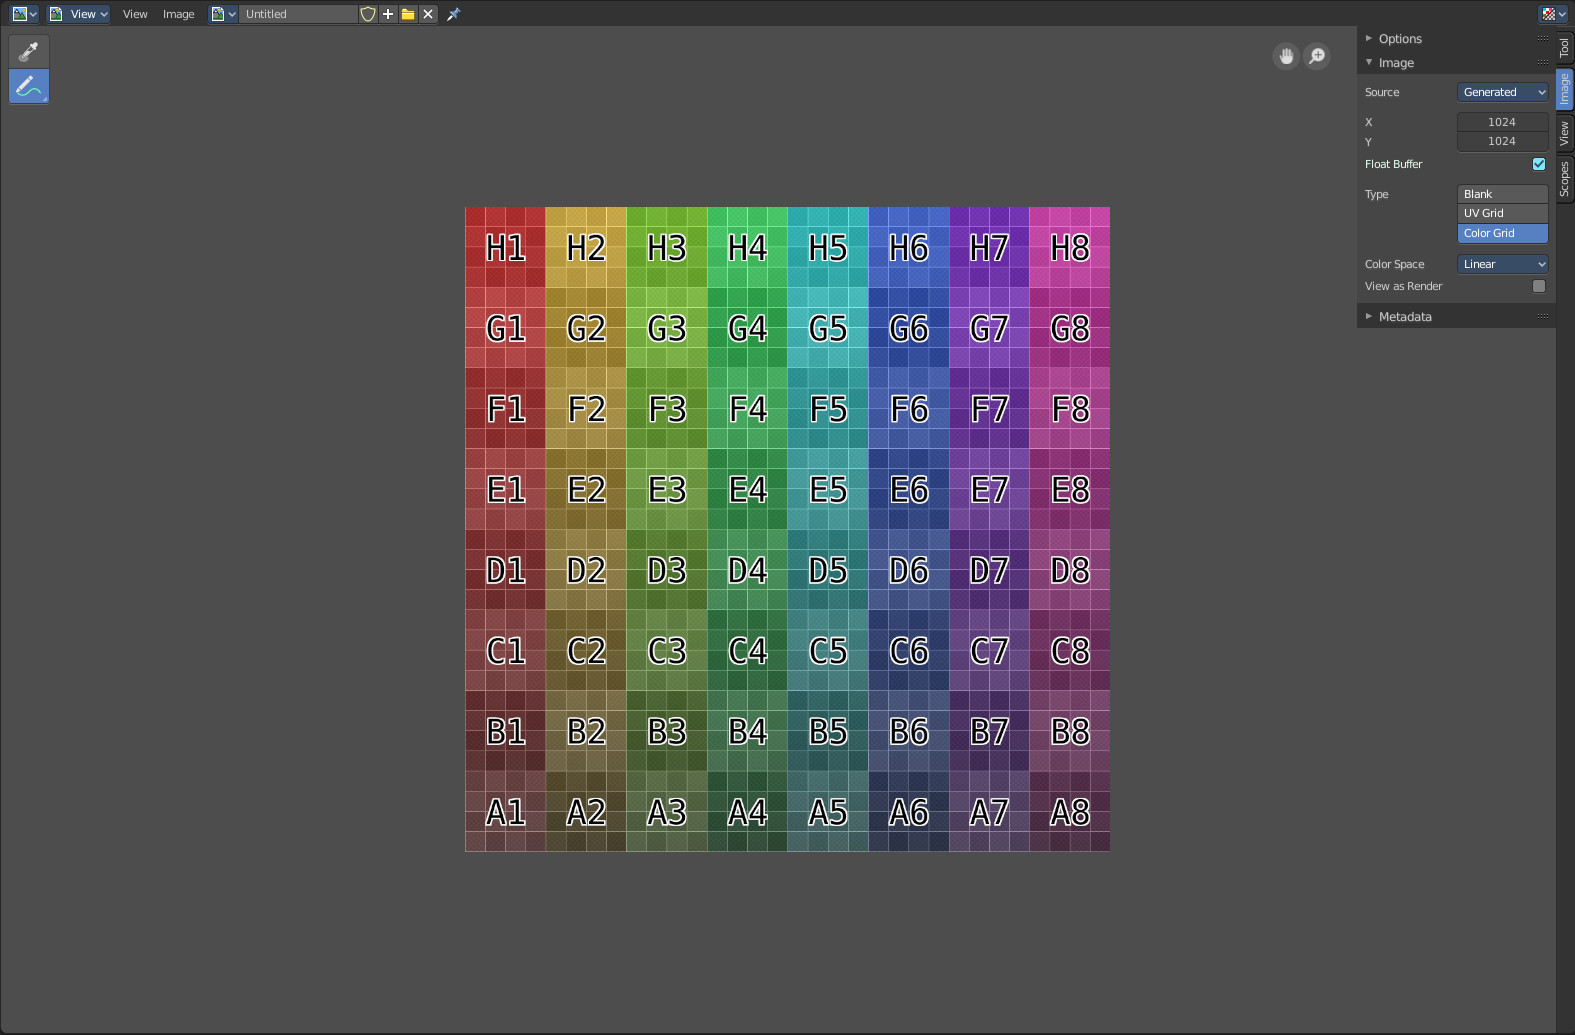 View View Image Untitled
Options
Image
Source Generated
X 1024
Y 1024
Float Buffer
Type Blank
UV Grid
Color Grid
Color Space Linear
View as Render
Metadata
Tool
Image
View
Scopes
H1 H2 H3 H4 H5 H6 H7 H8
G1 G2 G3 G4 G5 G6 G7 G8
F1 F2 F3 F4 F5 F6 F7 F8
E1 E2 E3 E4 E5 E6 E7 E8
D1 D2 D3 D4 D5 D6 D7 D8
C1 C2 C3 C4 C5 C6 C7 C8
B1 B2 B3 B4 B5 B6 B7 B8
A1 A2 A3 A4 A5 A6 A7 A8